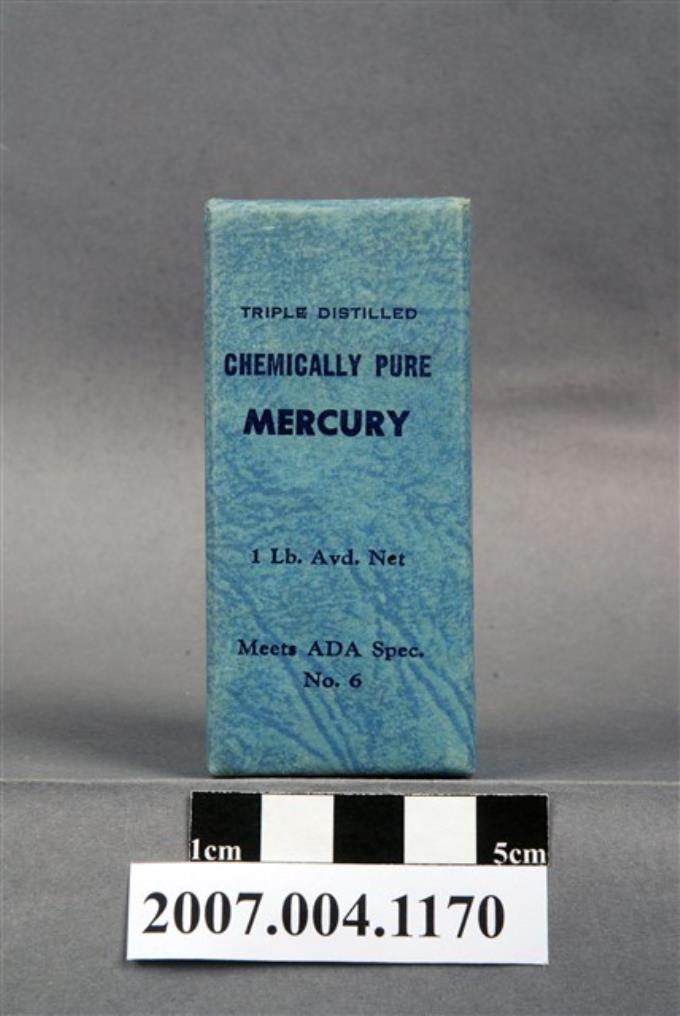 TRIPLE DISTILLED
CHEMICALLY PURE
MERCURY
1 Lb. Avd. Net
Meets ADA Spec.
No. 6
1cm 5cm
2007.004.1170